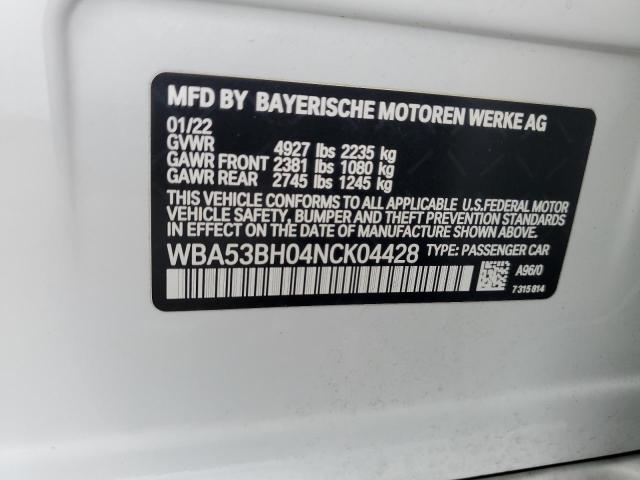 MFD BY BAYERISCHE MOTOREN WERKE AG
01/22
GVWR 4927 lbs 2235 kg
GAWR FRONT 2381 lbs 1080 kg
GAWR REAR 2745 lbs 1245 kg
THIS VEHICLE CONFORMS TO ALL APPLICABLE U.S.FEDERAL MOTOR
VEHICLE SAFETY, BUMPER AND THEFT PREVENTION STANDARDS
IN EFFECT ON THE DATE OF MANUFACTURE SHOWN ABOVE.
WBA53BH04NCK04428 TYPE: PASSENGER CAR
A96/0
7 315 814